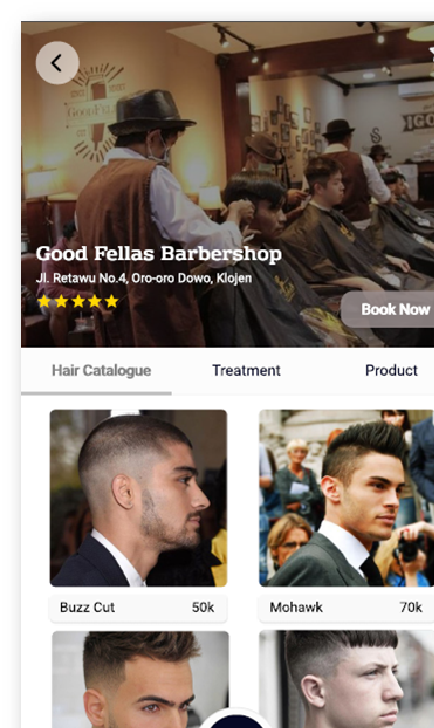 GoodFel
Good Fellas Barbershop
Jl. Retawu No.4, Oro-oro Dowo, Klojen
Book Now
Hair Catalogue
Treatment
Product
Buzz Cut
50k
Mohawk
70k